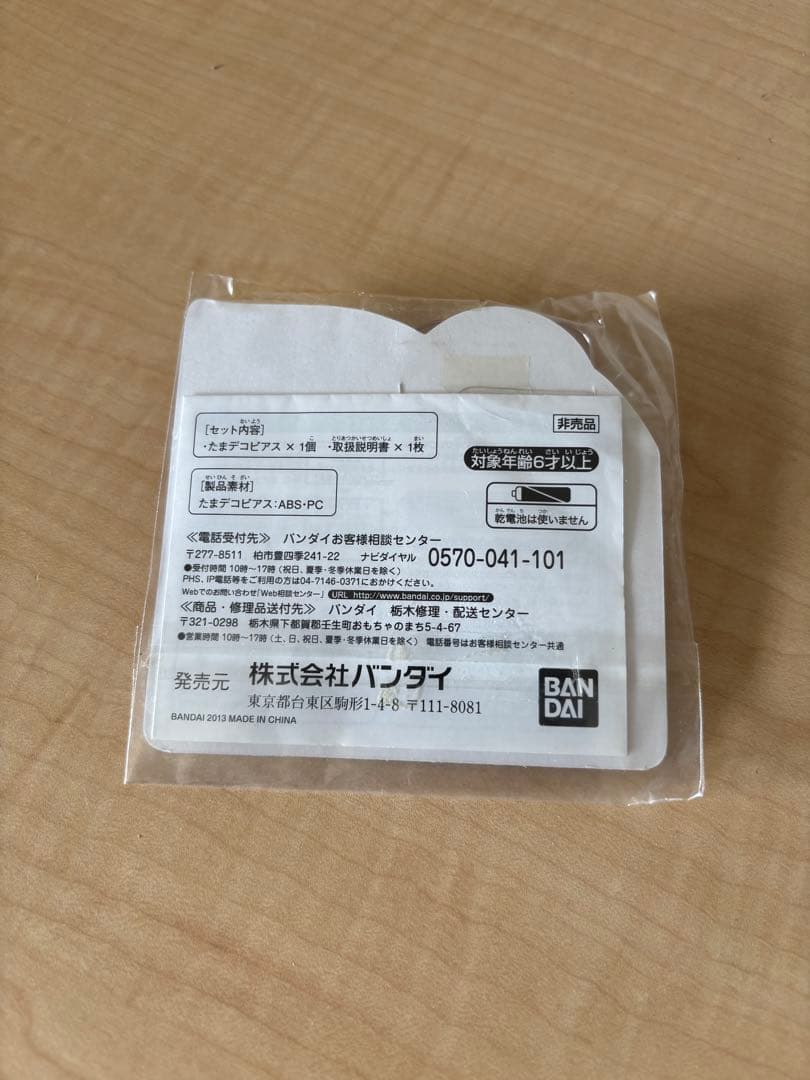 [セット内容]
・たまデコピアス×1個 ・取扱説明書×1枚
非売品
対象年齢6才以上
[製品素材]
たまデコピアス:ABS・PC
乾電池は使いません
≪電話受付先≫ バンダイお客様相談センター
〒277-8511 柏市豊四季241-22 ナビダイヤル 0570-041-101
●受付時間 10時〜17時(祝日、夏季・冬季休業日を除く)
PHS、IP電話等をご利用の方は04-7146-0371におかけください。
Webでのお問い合わせ「Web相談センター」 URL http://www.bandai.co.jp/support/
≪商品・修理品送付先≫ バンダイ 栃木修理・配送センター
〒321-0298 栃木県下都賀郡壬生町おもちゃのまち5-4-67
●営業時間 10時〜17時(土、日、祝日、夏季・冬季休業日を除く) 電話番号はお客様相談センター共通
発売元 株式会社バンダイ
東京都台東区駒形1-4-8 〒111-8081
BANDAI 2013 MADE IN CHINA
BAN
DAI